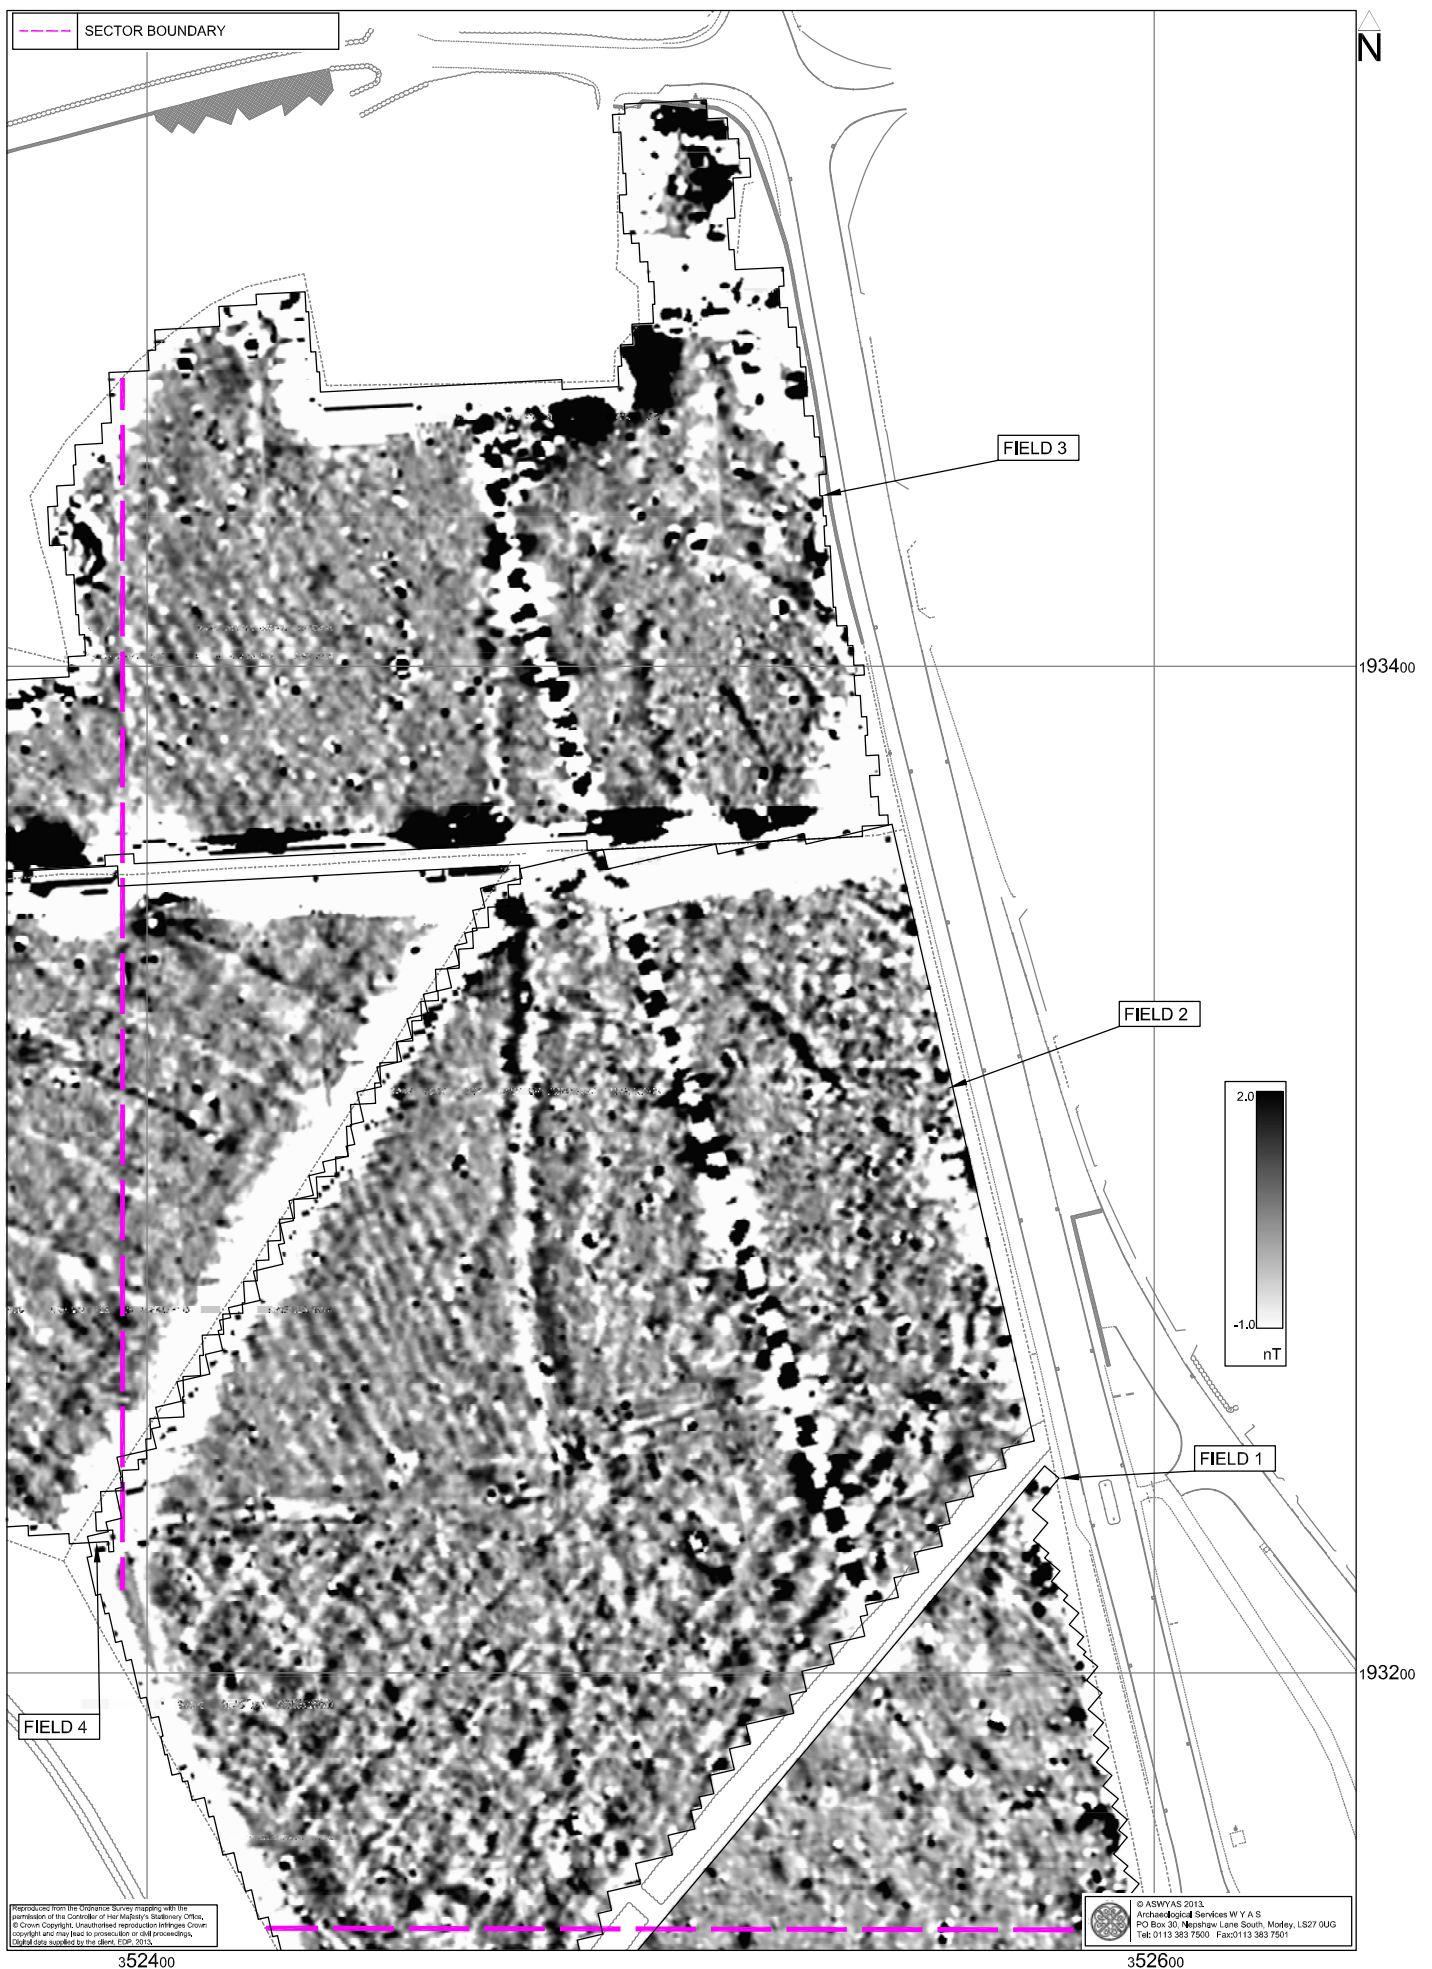 SECTOR BOUNDARY
N
FIELD 3
193400
FIELD 2
2.0
-1.0
nT
FIELD 1
193200
FIELD 4
Reproduced from the Ordnance Survey mapping with the
permission of the Controller of Her Majesty's Stationery Office.
© Crown Copyright. Unauthorised reproduction infringes Crown
copyright and may lead to prosecution or civil proceedings.
Digital data supplied by the client, EDP, 2013.
© ASWYAS 2013.
Archaeological Services W Y A S
PO Box 30, Nepshaw Lane South, Morley, LS27 0UG
Tel: 0113 383 7500 Fax:0113 383 7501
352400
352600